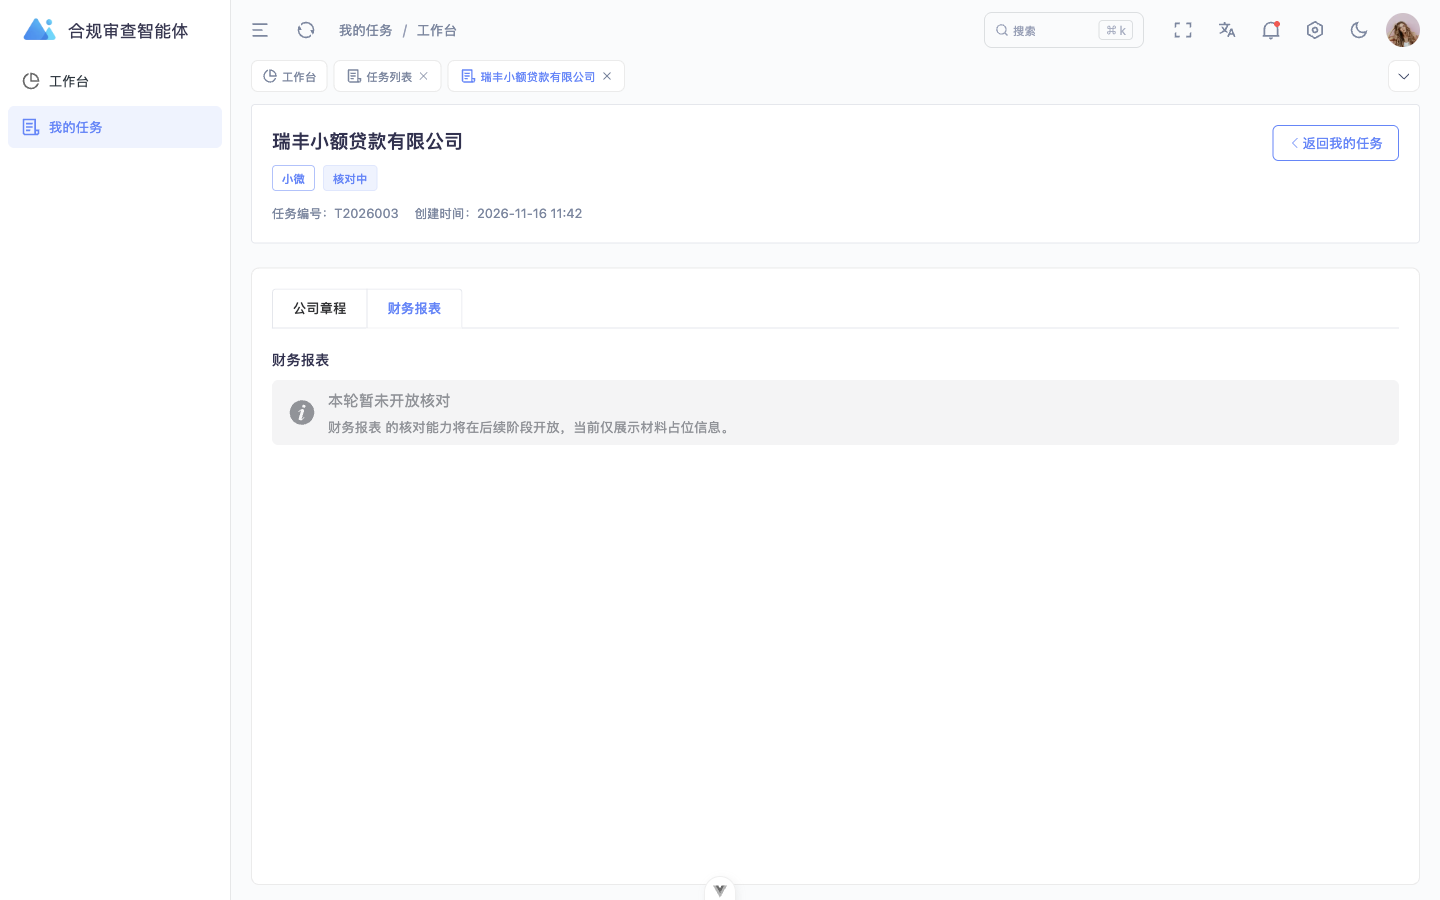 合规审查智能体
工作台
我的任务
我的任务 / 工作台
搜索 ⌘ k
工作台
任务列表
瑞丰小额贷款有限公司
瑞丰小额贷款有限公司
返回我的任务
小微 核对中
任务编号：T2026003 创建时间：2026-11-16 11:42
公司章程 财务报表
财务报表
本轮暂未开放核对
财务报表 的核对能力将在后续阶段开放，当前仅展示材料占位信息。